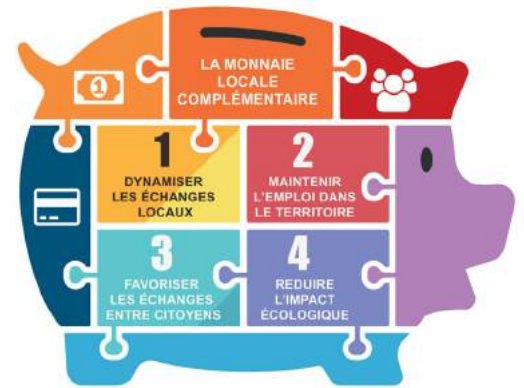 1
LA MONNAIE
LOCALE
COMPLÉMENTAIRE
1
DYNAMISER
LES ÉCHANGES
LOCAUX
2
MAINTENIR
L'EMPLOI DANS
LE TERRITOIRE
3
FAVORISER
LES ÉCHANGES
ENTRE CITOYENS
4
REDUIRE
L'IMPACT
ÉCOLOGIQUE